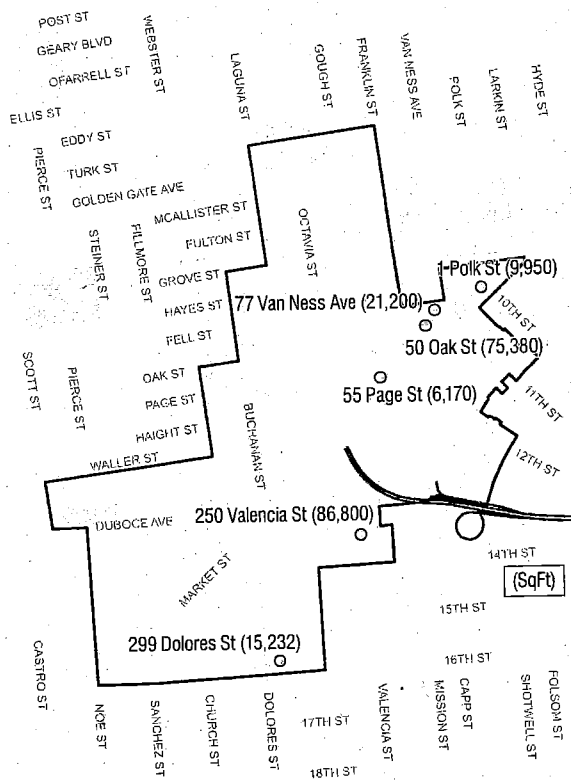 POST ST
GEARY BLVD
OFARRELL ST
ELLIS ST
EDDY ST
TURK ST
GOLDEN GATE AVE
MCALLISTER ST
FULTON ST
GROVE ST
HAYES ST
FELL ST
OAK ST
PAGE ST
HAIGHT ST
WALLER ST
DUBOCE AVE
WEBSTER ST
LAGUNA ST
GOUGH ST
FRANKLIN ST
VAN NESS AVE
POLK ST
LARKIN ST
HYDE ST
PIERCE ST
STEINER ST
FILLMORE ST
OCTAVIA ST
SCOTT ST
PIERCE ST
BUCHANAN ST
MARKET ST
1 Polk St (9,950)
77 Van Ness Ave (21,200)
50 Oak St (75,380)
55 Page St (6,170)
250 Valencia St (86,800)
299 Dolores St (15,232)
10TH ST
11TH ST
12TH ST
14TH ST
(SqFt)
15TH ST
16TH ST
17TH ST
18TH ST
CASTRO ST
NOE ST
SANCHEZ ST
CHURCH ST
DOLORES ST
VALENCIA ST
MISSION ST
CAPP ST
SHOTWELL ST
FOLSOM ST